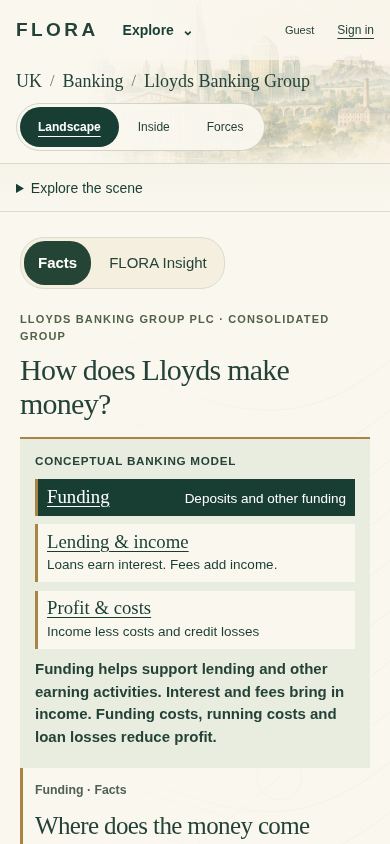 FLORA
Explore
Guest
Sign in
UK / Banking / Lloyds Banking Group
Landscape
Inside
Forces
Explore the scene
Facts
FLORA Insight
LLOYDS BANKING GROUP PLC · CONSOLIDATED
GROUP
How does Lloyds make
money?
CONCEPTUAL BANKING MODEL
Funding
Deposits and other funding
Lending & income
Loans earn interest. Fees add income.
Profit & costs
Income less costs and credit losses
Funding helps support lending and other
earning activities. Interest and fees bring in
income. Funding costs, running costs and
loan losses reduce profit.
Funding · Facts
Where does the money come